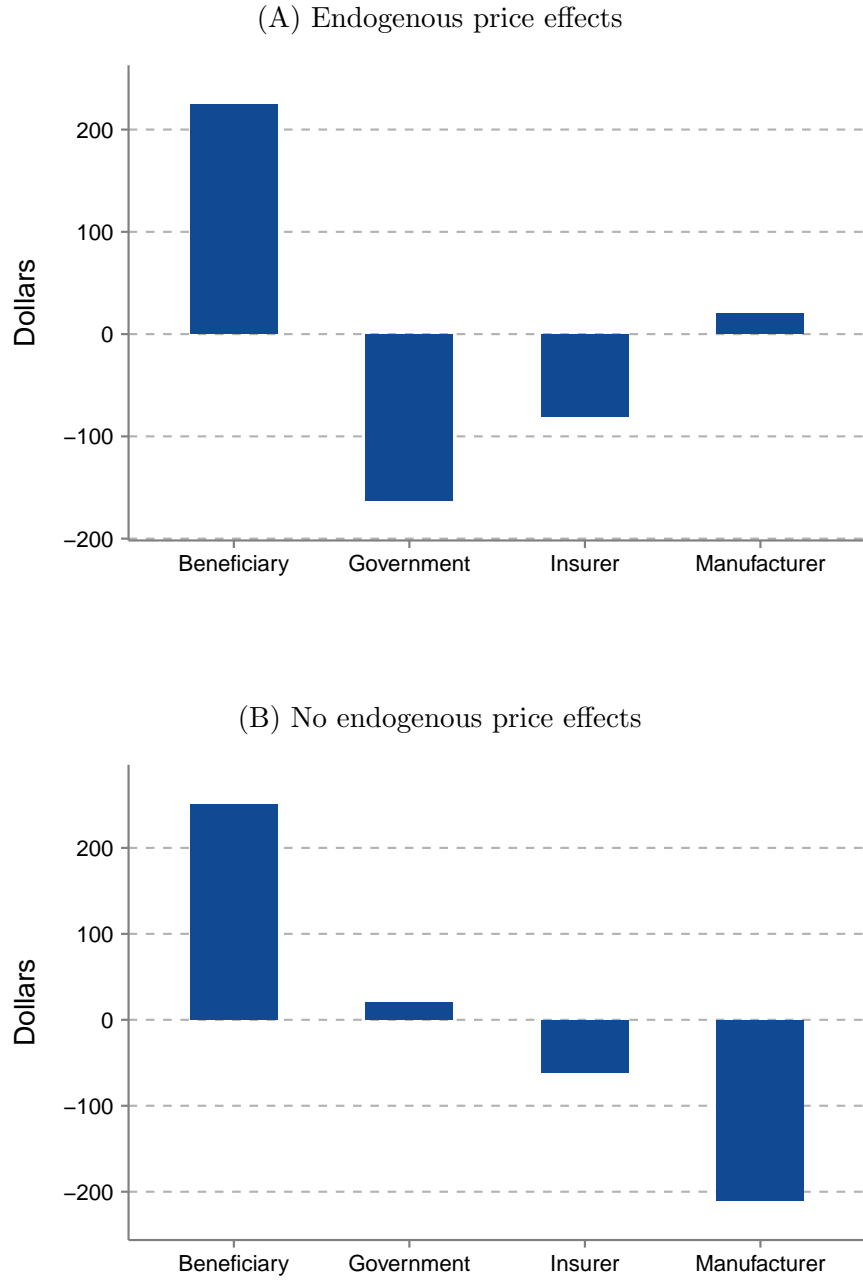 (A) Endogenous price effects
Dollars
200
100
0
−100
−200
Beneficiary Government Insurer Manufacturer
(B) No endogenous price effects
Dollars
200
100
0
−100
−200
Beneficiary Government Insurer Manufacturer